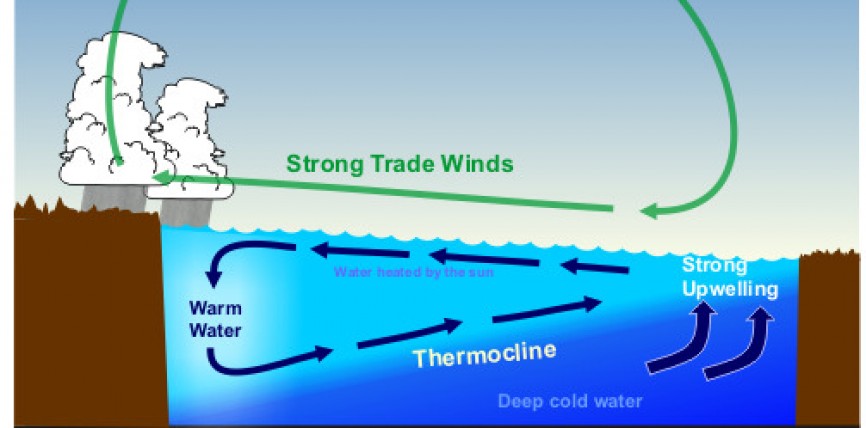 Strong Trade Winds
Strong
Upwelling
Water heated by the sun
Warm
Water
Thermocline
Deep cold water